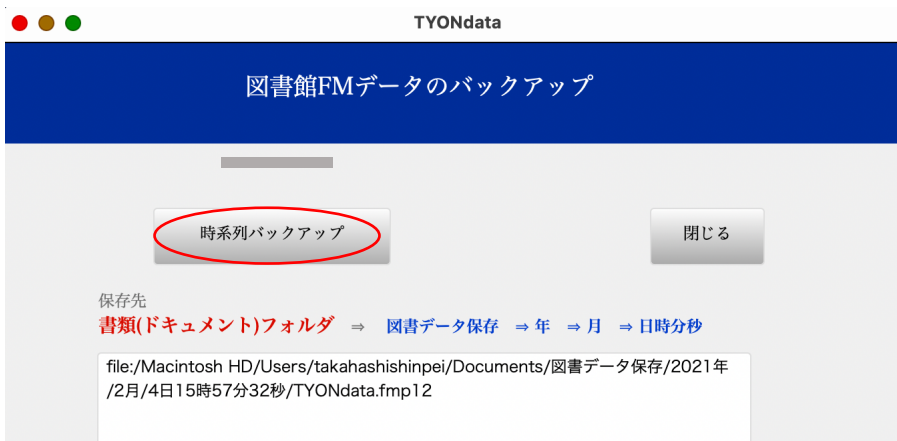 TYONdata
図書館FMデータのバックアップ
時系列バックアップ
閉じる
保存先
書類(ドキュメント)フォルダ ⇒ 図書データ保存 ⇒ 年 ⇒ 月 ⇒ 日時分秒
file:/Macintosh HD/Users/takahashishinpei/Documents/図書データ保存/2021年
/2月/4日15時57分32秒/TYONdata.fmp12